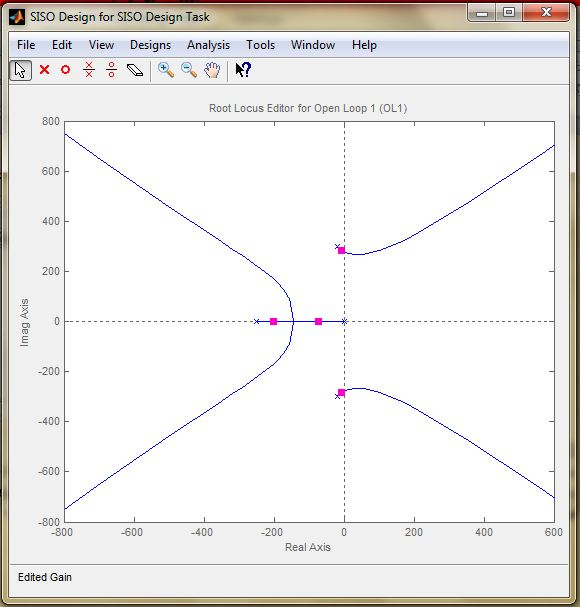 SISO Design for SISO Design Task
File Edit View Designs Analysis Tools Window Help
Root Locus Editor for Open Loop 1 (OL1)
800
600
400
200
0
-200
-400
-600
-800
Imag Axis
-800 -600 -400 -200 0 200 400 600
Real Axis
Edited Gain